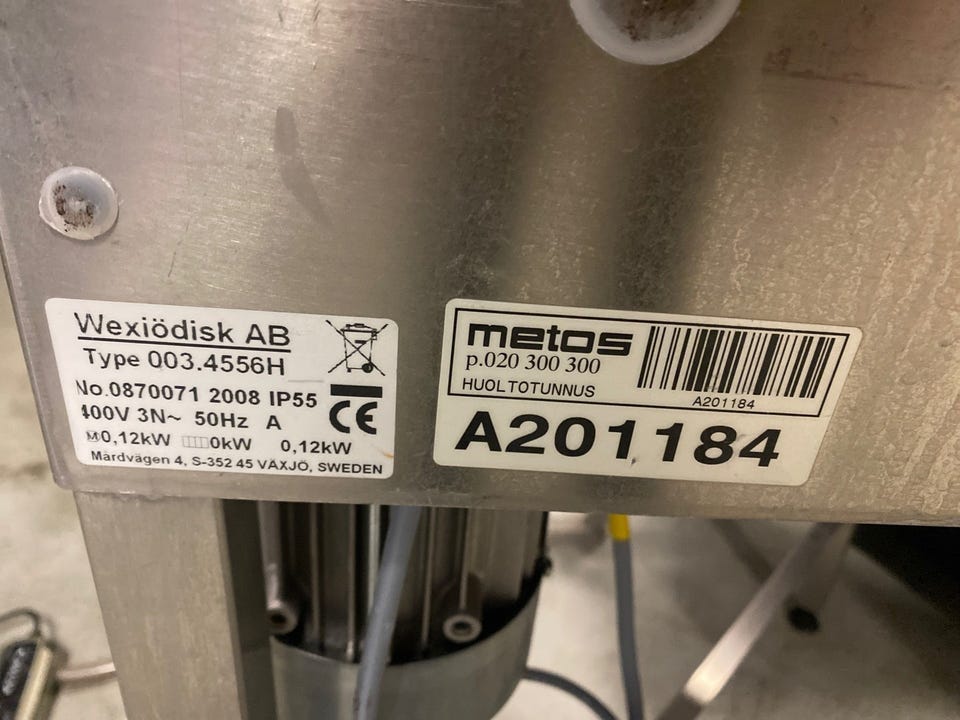 Wexiödisk AB
Type 003.4556H
No.0870071 2008 IP55
400V 3N~ 50Hz A
M 0,12kW 0kW 0,12kW
Mårdvägen 4, S-352 45 VÄXJÖ, SWEDEN
CE
metos
p.020 300 300
HUOLTOTUNNUS
A201184
A201184